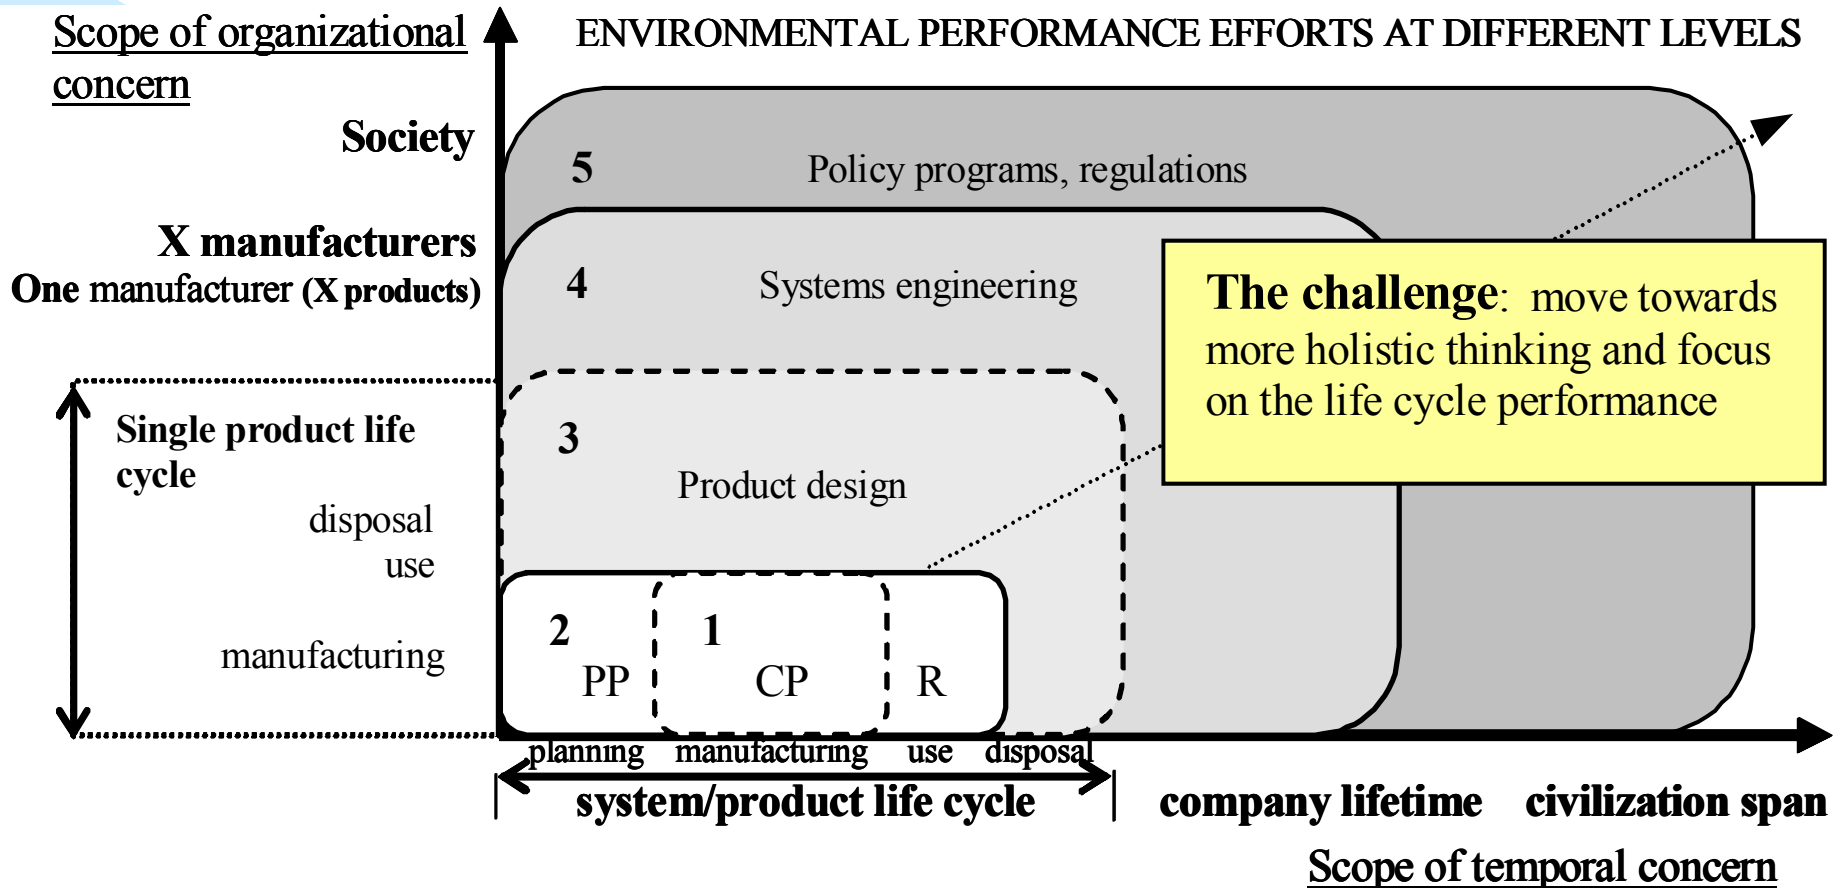 Scope of organizational
concern
ENVIRONMENTAL PERFORMANCE EFFORTS AT DIFFERENT LEVELS
Society
5
Policy programs, regulations
X manufacturers
One manufacturer (X products)
4
Systems engineering
The challenge: move towards
more holistic thinking and focus
on the life cycle performance
Single product life
cycle
3
Product design
disposal
use
manufacturing
2
1
PP
CP
R
planning manufacturing use disposal
system/product life cycle
company lifetime
civilization span
Scope of temporal concern